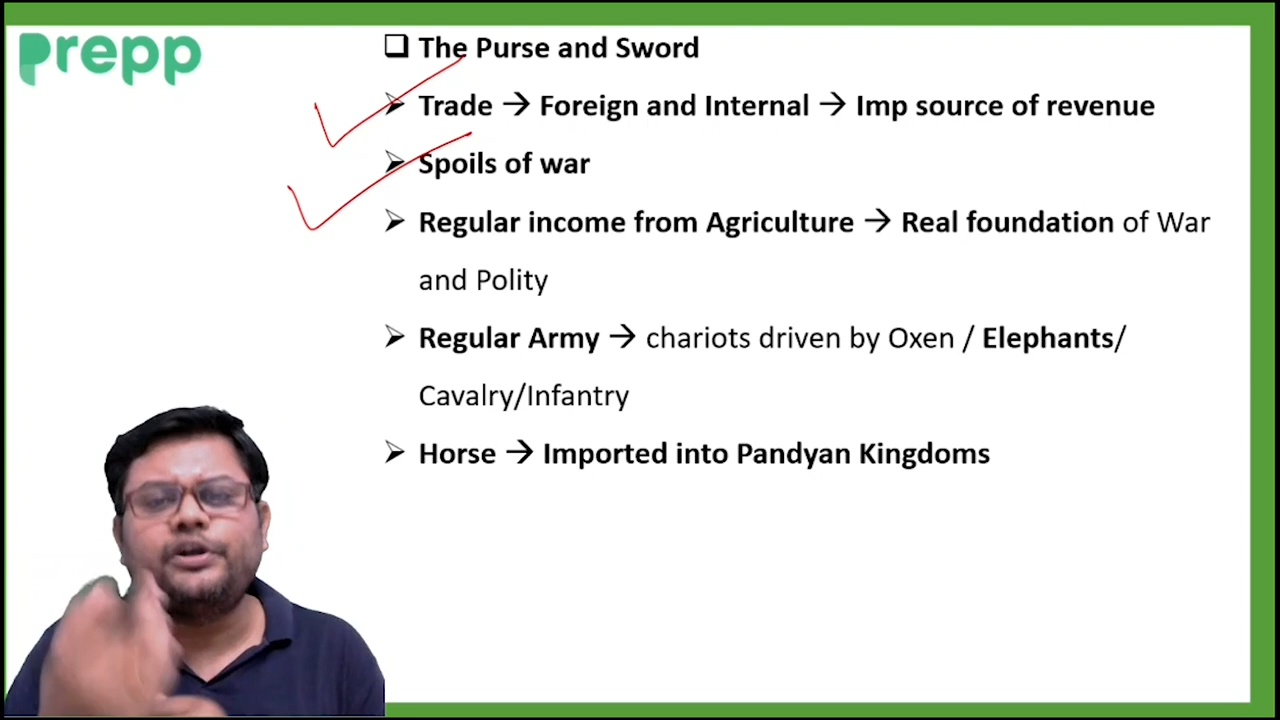 prepp
❑ The Purse and Sword
➢ Trade → Foreign and Internal → Imp source of revenue
➢ Spoils of war
➢ Regular income from Agriculture → Real foundation of War
and Polity
➢ Regular Army → chariots driven by Oxen / Elephants/
Cavalry/Infantry
➢ Horse → Imported into Pandyan Kingdoms